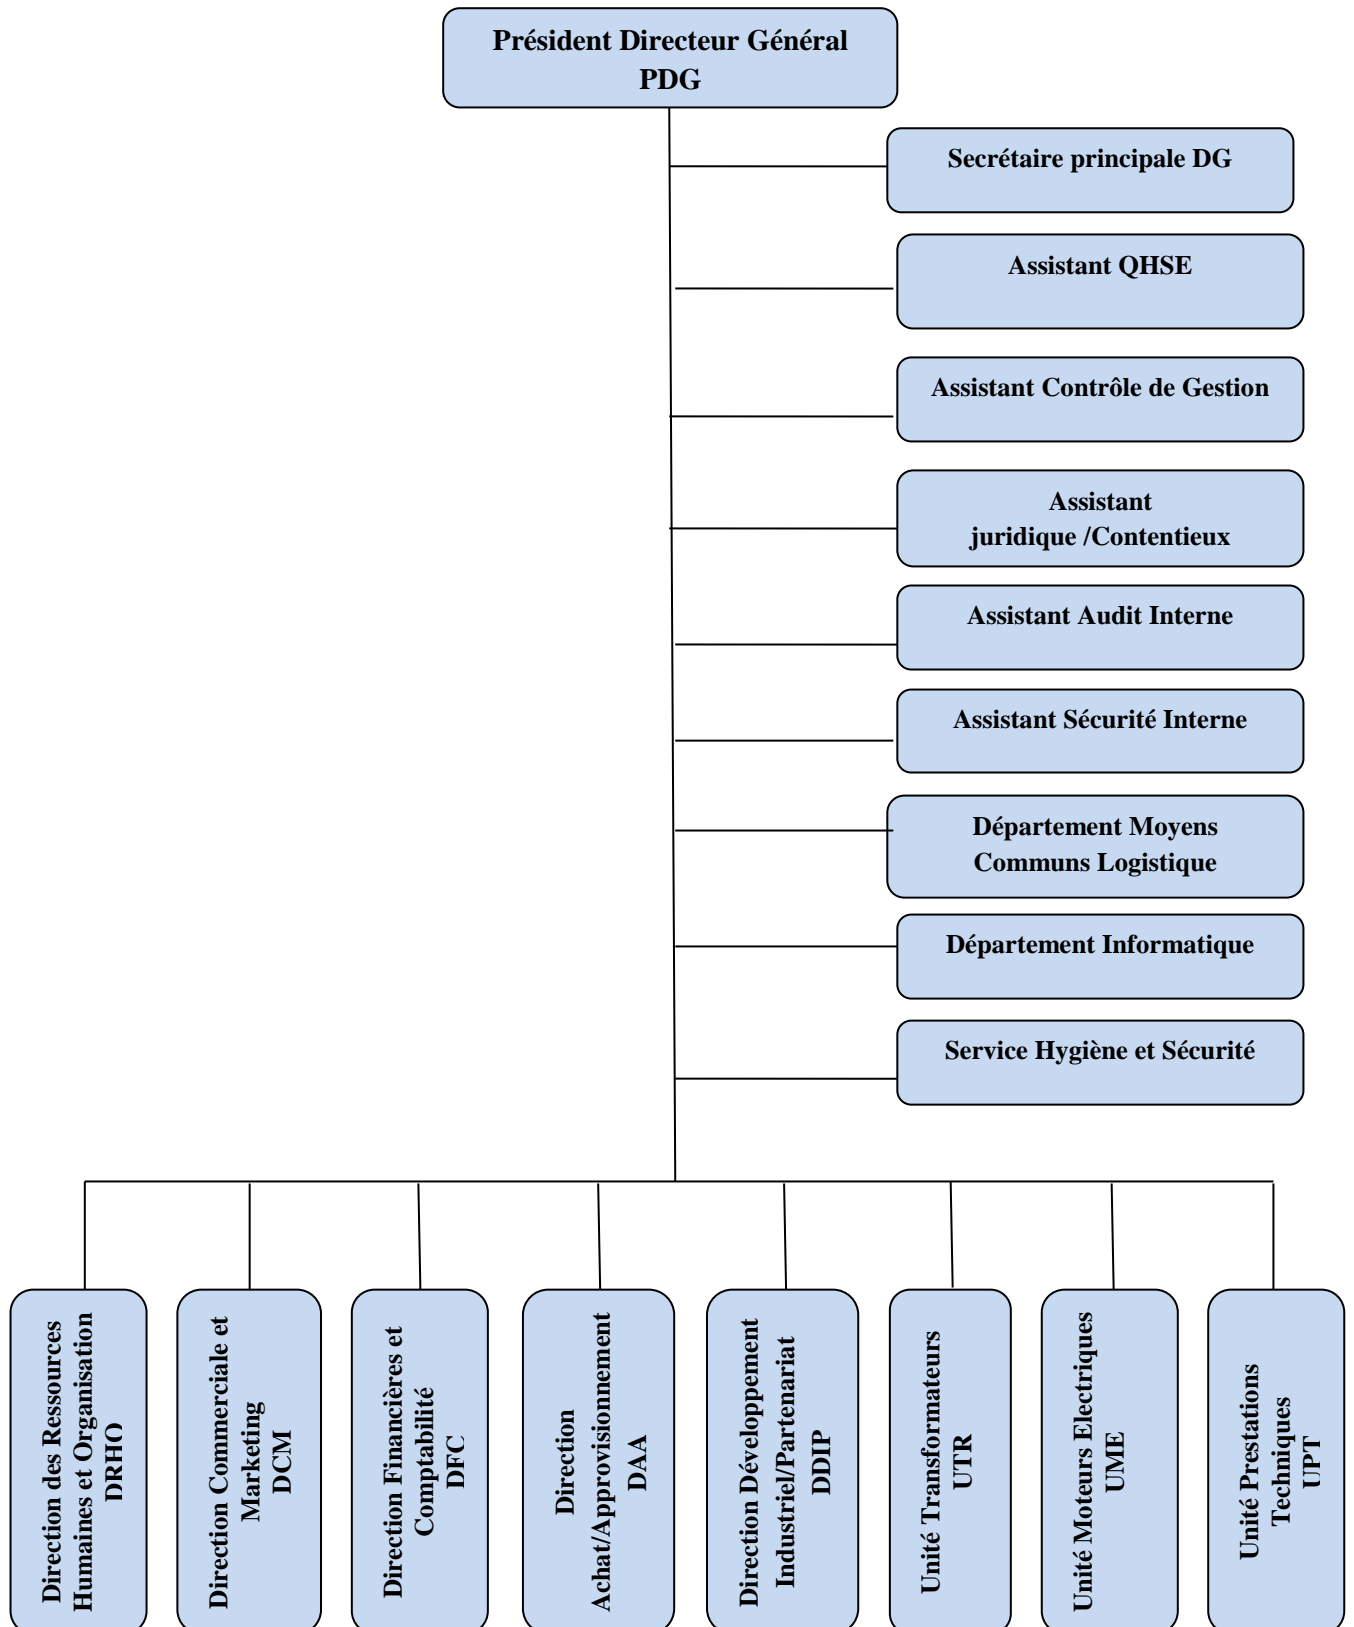 Président Directeur Général
PDG
Secrétaire principale DG
Assistant QHSE
Assistant Contrôle de Gestion
Assistant
juridique /Contentieux
Assistant Audit Interne
Assistant Sécurité Interne
Département Moyens
Communs Logistique
Département Informatique
Service Hygiène et Sécurité
Direction des Ressources
Humaines et Organisation
DRHO
Direction Commerciale et
Marketing
DCM
Direction Financières et
Comptabilité
DFC
Direction
Achat/Approvisionnement
DAA
Direction Développement
Industriel/Partenariat
DDIP
Unité Transformateurs
UTR
Unité Moteurs Electriques
UME
Unité Prestations
Techniques
UPT